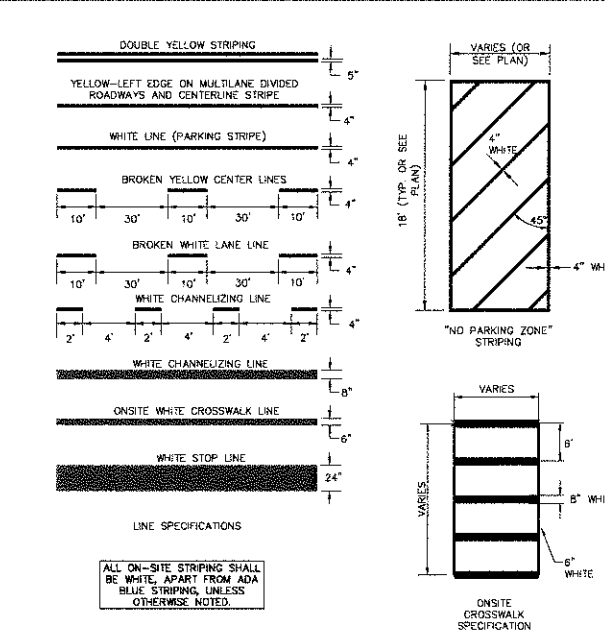 DOUBLE YELLOW STRIPING
5"
YELLOW-LEFT EDGE ON MULTILANE DIVIDED
ROADWAYS AND CENTERLINE STRIPE
4"
WHITE LINE (PARKING STRIPE)
4"
BROKEN YELLOW CENTER LINES
4"
10' 30' 10' 30' 10'
BROKEN WHITE LANE LINE
4"
10' 30' 10' 30' 10'
WHITE CHANNELIZING LINE
4"
2' 4' 2' 4' 2' 4' 2'
WHITE CHANNELIZING LINE
8"
ONSITE WHITE CROSSWALK LINE
6"
WHITE STOP LINE
24"
LINE SPECIFICATIONS
ALL ON-SITE STRIPING SHALL
BE WHITE, APART FROM ADA
BLUE STRIPING, UNLESS
OTHERWISE NOTED.
VARIES (OR
SEE PLAN)
18' (TYP. OR SEE
PLAN)
4"
WHITE
45°
4" WHI
"NO PARKING ZONE"
STRIPING
VARIES
VARIES
8" WHI
6"
WHITE
ONSITE
CROSSWALK
SPECIFICATION